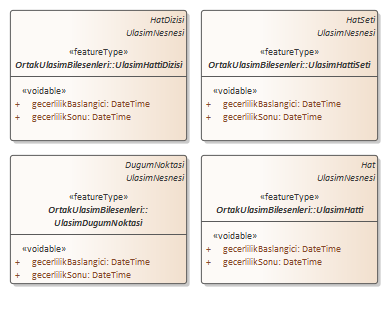 HatDizisi
UlasimNesnesi
«featureType»
OrtakUlasimBilesenleri::UlasimHattiDizisi
«voidable»
+ gecerlilikBaslangici: DateTime
+ gecerlilikSonu: DateTime
HatSeti
UlasimNesnesi
«featureType»
OrtakUlasimBilesenleri::UlasimHattiSeti
«voidable»
+ gecerlilikBaslangici: DateTime
+ gecerlilikSonu: DateTime
DugumNoktasi
UlasimNesnesi
«featureType»
OrtakUlasimBilesenleri::
UlasimDugumNoktasi
«voidable»
+ gecerlilikBaslangici: DateTime
+ gecerlilikSonu: DateTime
Hat
UlasimNesnesi
«featureType»
OrtakUlasimBilesenleri::UlasimHatti
«voidable»
+ gecerlilikBaslangici: DateTime
+ gecerlilikSonu: DateTime